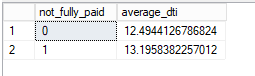 not_fully_paid average_dti
1 0 12.4944126786824
2 1 13.1958382257012